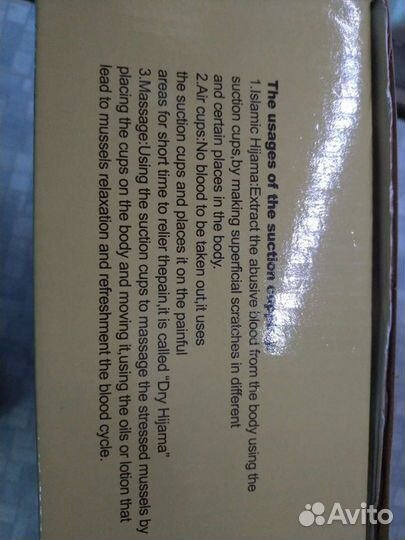 The usages of the suction cups
1.Islamic Hijama:Extract the abusive blood from the body using the
suction cups,by making superficial scratches in different
and certain places in the body.
2.Air cups:No blood to be taken out,it uses
the suction cups and places it on the painful
areas for short time to relier thepain,it is called "Dry Hijama"
3.Massage:Using the suction cups to massage the stressed mussels by
placing the cups on the body and moving it,using the oils or lotion that
lead to mussels relaxation and refreshment the blood cycle.
Avito